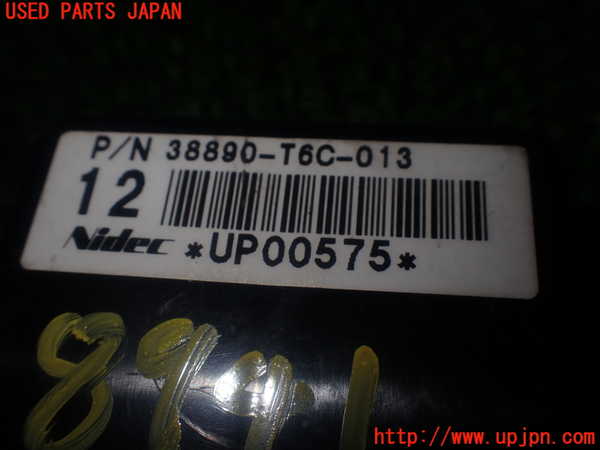 USED PARTS JAPAN
P/N 38890-T6C-013
12
Nidec *UP00575*
http://www.upjpn.com